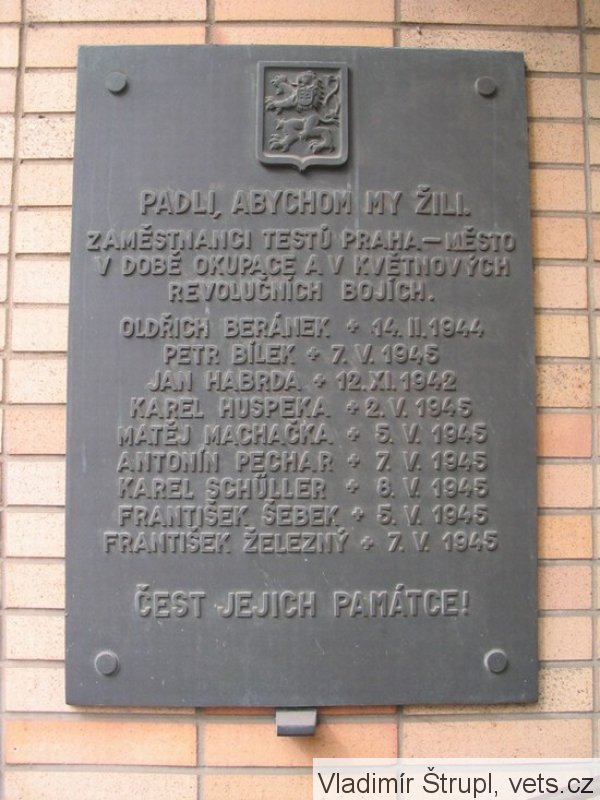 PADLI, ABYCHOM MY ŽILI.
ZAMĚSTNANCI TESTŮ PRAHA – MĚSTO
V DOBĚ OKUPACE A V KVĚTNOVÝCH
REVOLUČNÍCH BOJÍCH.
OLDŘICH BERÁNEK + 14. II. 1944
PETR BÍLEK + 7. V. 1945
JAN HABRDA + 12. XI. 1942
KAREL HUSPEKA + 2. V. 1945
MATĚJ MACHAČKA + 5. V. 1945
ANTONÍN PECHAR + 7. V. 1945
KAREL SCHÜLLER + 8. V. 1945
FRANTIŠEK ŠEBEK + 5. V. 1945
FRANTIŠEK ŽELEZNÝ + 7. V. 1945
ČEST JEJICH PAMÁTCE!
Vladimír Štrupl, vets.cz